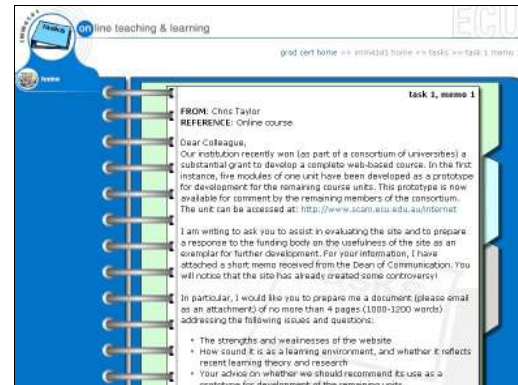 ECU
tasks
online teaching & learning
grad cert home >> imm4141 home >> tasks >> task 1 memo 1
home
task 1, memo 1
FROM: Chris Taylor
REFERENCE: Online course
Dear Colleague,
Our institution recently won (as part of a consortium of universities) a
substantial grant to develop a complete web-based course. In the first
instance, five modules of one unit have been developed as a prototype
for development for the remaining course units. This prototype is now
available for comment by the remaining members of the consortium.
The unit can be accessed at: http://www.scam.ecu.edu.au/internet
I am writing to ask you to assist in evaluating the site and to prepare
a response to the funding body on the usefulness of the site as an
exemplar for further development. For your information, I have
attached a short memo received from the Dean of Communication. You
will notice that the site has already created some controversy!
In particular, I would like you to prepare me a document (please email
as an attachment) of no more than 4 pages (1000-1200 words)
addressing the following issues and questions:
• The strengths and weaknesses of the website
• How sound it is as a learning environment, and whether it reflects
recent learning theory and research
• Your advice on whether we should recommend its use as a
prototype for development of the remaining units